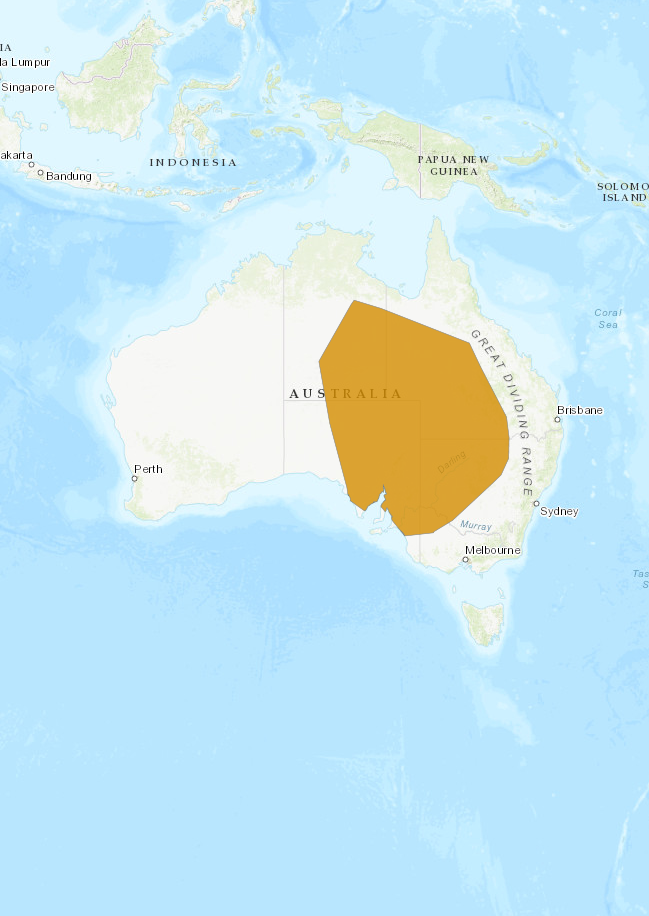 IA
la Lumpur
Singapore
akarta
Bandung
INDONESIA
PAPUA NEW
GUINEA
SOLOMO
ISLAND
Coral
Sea
GREAT DIVIDING RANGE
AUSTRALIA
Brisbane
Darling
Perth
Sydney
Murray
Melbourne
Tas
S